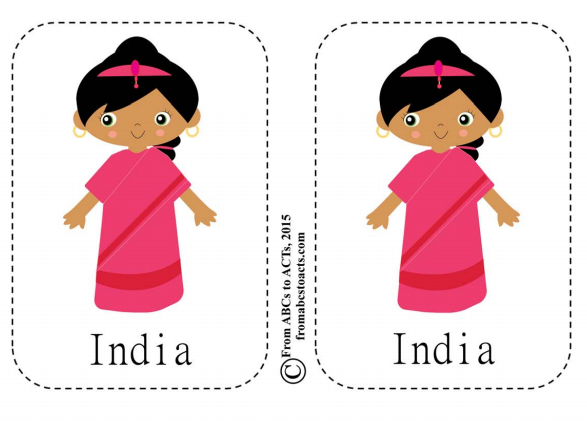 India
© From ABCs to ACTs, 2015
fromabcstoacts.com
India